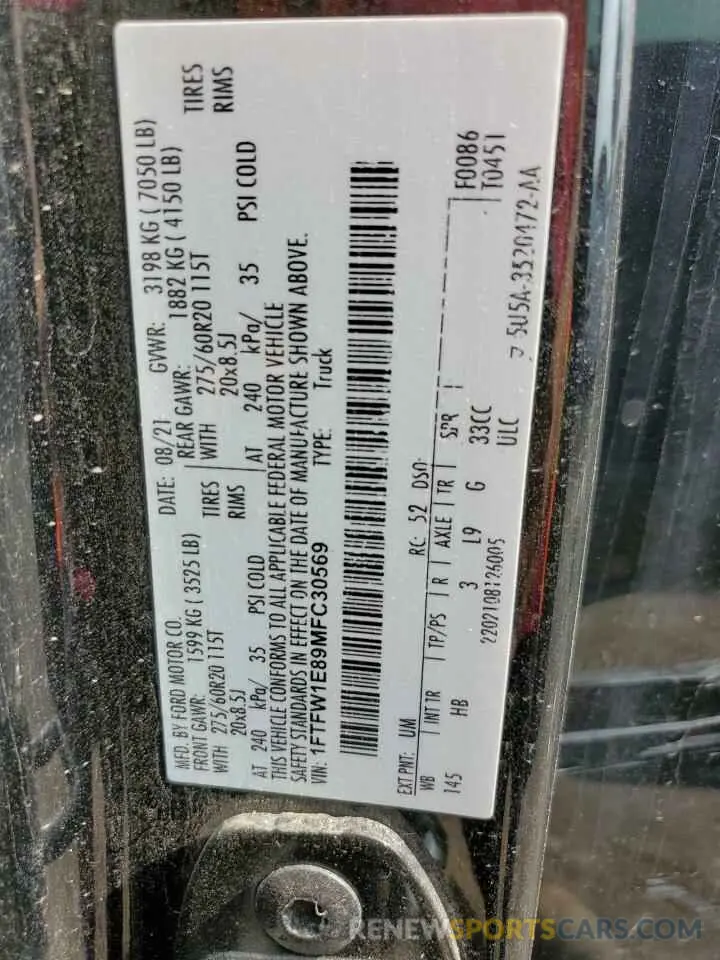 MFD. BY FORD MOTOR CO. DATE: 08/21 GVWR: 3198 KG ( 7050 LB)
FRONT GAWR: 1599 KG ( 3525 LB) REAR GAWR: 1882 KG ( 4150 LB)
WITH 275/60R20 115T TIRES WITH 275/60R20 115T TIRES
20x8.5J RIMS 20x8.5J RIMS
AT 240 kPa/ 35 PSI COLD AT 240 kPa/ 35 PSI COLD
THIS VEHICLE CONFORMS TO ALL APPLICABLE FEDERAL MOTOR VEHICLE
SAFETY STANDARDS IN EFFECT ON THE DATE OF MANUFACTURE SHOWN ABOVE.
VIN: 1FTFW1E89MFC30569 TYPE: Truck
EXT PNT: UM RC: 52 DSO: F0086
WB INT TR TP/PS R AXLE TR SPR T0451
145 HB 3 L9 G 33CC
2202108126005 ULC
5U5A-3520472-AA
RENEWSPORTSCARS.COM